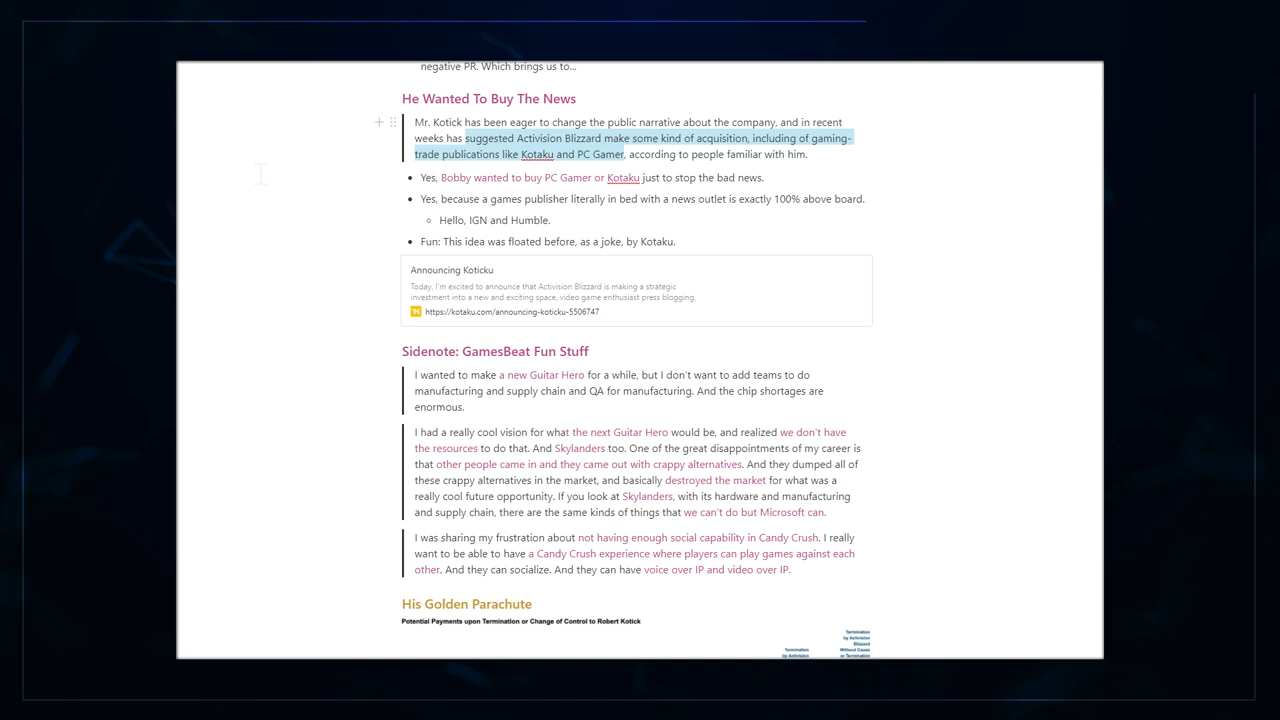 negative PR. Which brings us to...
He Wanted To Buy The News
Mr. Kotick has been eager to change the public narrative about the company, and in recent
weeks has suggested Activision Blizzard make some kind of acquisition, including of gaming-
trade publications like Kotaku and PC Gamer, according to people familiar with him.
Yes, Bobby wanted to buy PC Gamer or Kotaku just to stop the bad news.
Yes, because a games publisher literally in bed with a news outlet is exactly 100% above board.
Hello, IGN and Humble.
Fun: This idea was floated before, as a joke, by Kotaku.
Announcing Koticku
Today, I'm excited to announce that Activision Blizzard is making a strategic
investment into a new and exciting space, video game enthusiast press blogging,
https://kotaku.com/announcing-koticku-5506747
Sidenote: GamesBeat Fun Stuff
I wanted to make a new Guitar Hero for a while, but I don't want to add teams to do
manufacturing and supply chain and QA for manufacturing. And the chip shortages are
enormous.
I had a really cool vision for what the next Guitar Hero would be, and realized we don't have
the resources to do that. And Skylanders too. One of the great disappointments of my career is
that other people came in and they came out with crappy alternatives. And they dumped all of
these crappy alternatives in the market, and basically destroyed the market for what was a
really cool future opportunity. If you look at Skylanders, with its hardware and manufacturing
and supply chain, there are the same kinds of things that we can't do but Microsoft can.
I was sharing my frustration about not having enough social capability in Candy Crush. I really
want to be able to have a Candy Crush experience where players can play games against each
other. And they can socialize. And they can have voice over IP and video over IP.
His Golden Parachute
Potential Payments upon Termination or Change of Control to Robert Kotick
Termination
by Activision
Blizzard
Termination Without Cause
by Activision or Termination